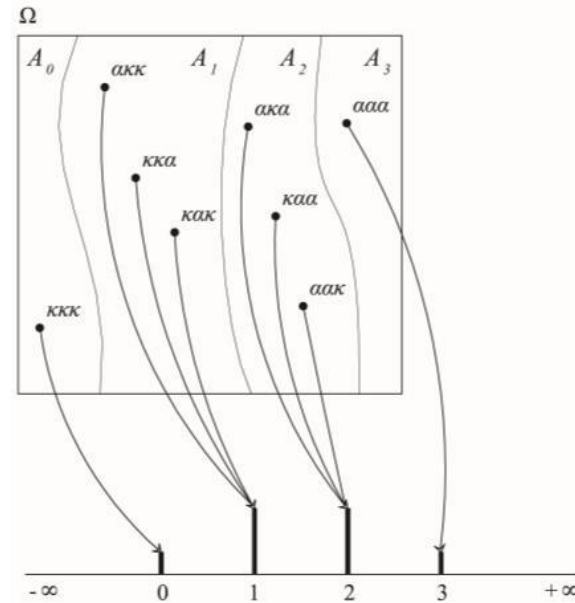 Ω
A₀ ακκ A₁ A₂ A₃
ακα ααα
κκα
καα
κακ
αακ
κκκ
-∞ 0 1 2 3 +∞